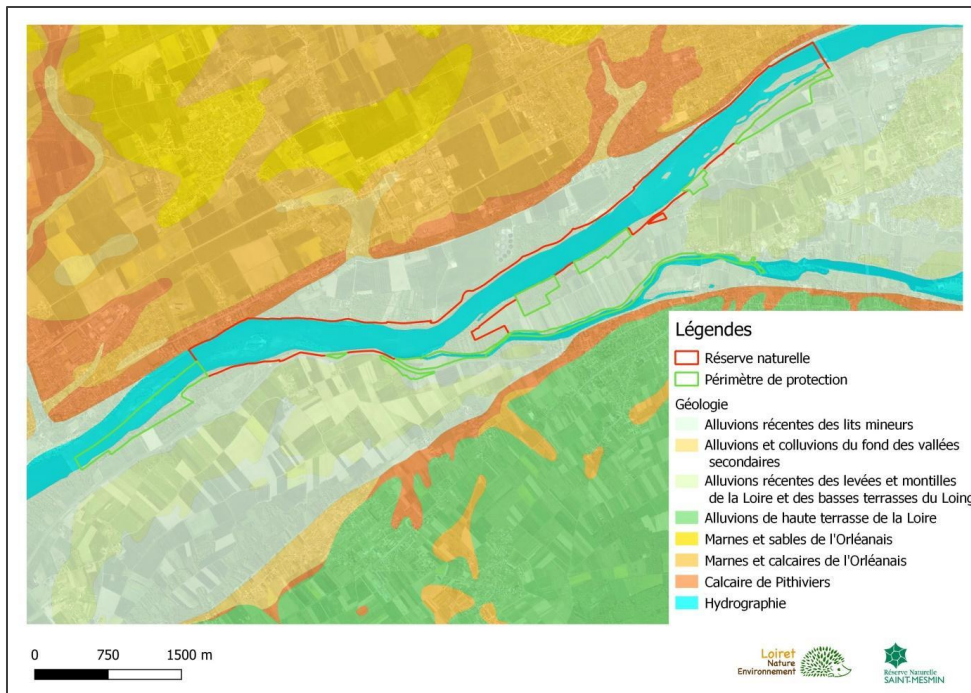 Légendes
Réserve naturelle
Périmètre de protection
Géologie
Alluvions récentes des lits mineurs
Alluvions et colluvions du fond des vallées
secondaires
Alluvions récentes des levées et montilles
de la Loire et des basses terrasses du Loing
Alluvions de haute terrasse de la Loire
Marnes et sables de l'Orléanais
Marnes et calcaires de l'Orléanais
Calcaire de Pithiviers
Hydrographie
0 750 1500 m
Loiret
Nature
Environnement
Réserve Naturelle
SAINT-MESMIN